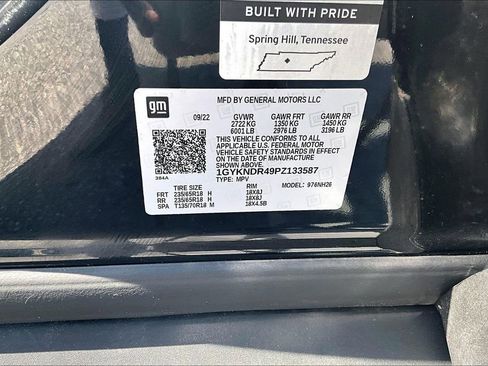 BUILT WITH PRIDE
Spring Hill, Tennessee
gm
MFD BY GENERAL MOTORS LLC
09/22 GVWR GAWR FRT GAWR RR
2722 KG 1350 KG 1450 KG
6001 LB 2976 LB 3196 LB
THIS VEHICLE CONFORMS TO ALL
APPLICABLE U.S. FEDERAL MOTOR
VEHICLE SAFETY STANDARDS IN EFFECT
ON THE DATE OF MANUFACTURE
SHOWN ABOVE.
1GYKNDR49PZ133587
TYPE: MPV MODEL: 976NH26
3B4A
TIRE SIZE RIM
FRT 235/65R18 H 18X8J
RR 235/65R18 H 18X8J
SPA T135/70R18 M 18X4.5B